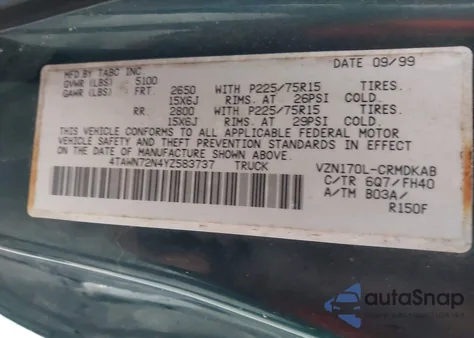 MFD.BY TABC INC. DATE 09/99
GVWR (LBS) 5100
GAWR (LBS) FRT. 2650 WITH P225/75R15 TIRES.
15X6J RIMS. AT 26PSI COLD.
RR. 2800 WITH P225/75R15 TIRES.
15X6J RIMS. AT 29PSI COLD.
THIS VEHICLE CONFORMS TO ALL APPLICABLE FEDERAL MOTOR
VEHICLE SAFETY AND THEFT PREVENTION STANDARDS IN EFFECT
ON THE DATE OF MANUFACTURE SHOWN ABOVE.
4TAWN72N4YZ583737 TRUCK VZN170L-CRMDKAB
C/TR 6Q7/FH40
A/TM B03A/
R150F
autoSnap